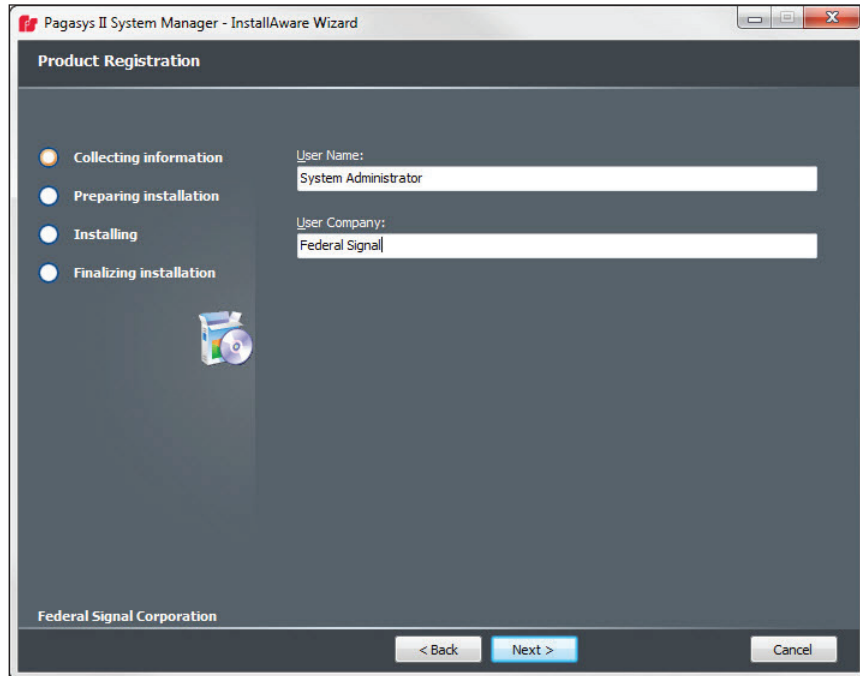 Pagasys II System Manager - InstallAware Wizard
Product Registration
Collecting information
Preparing installation
Installing
Finalizing installation
User Name:
System Administrator
User Company:
Federal Signal
Federal Signal Corporation
< Back
Next >
Cancel